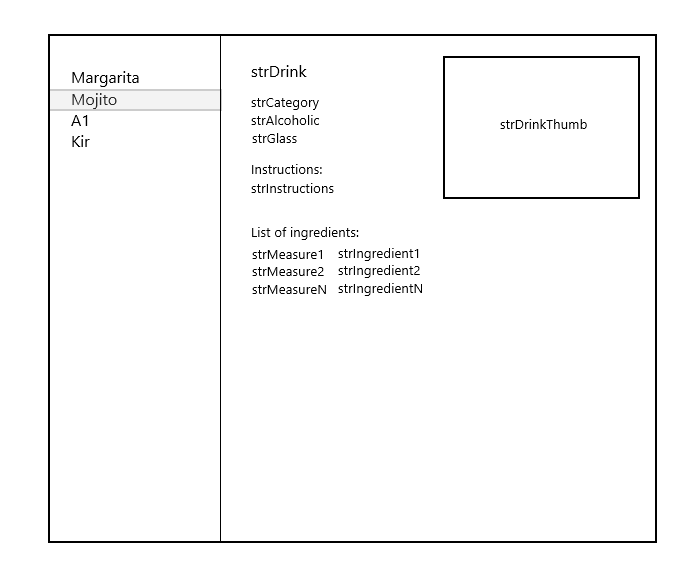 Margarita
Mojito
A1
Kir
strDrink
strCategory
strAlcoholic
strGlass
Instructions:
strInstructions
List of ingredients:
strMeasure1 strIngredient1
strMeasure2 strIngredient2
strMeasureN strIngredientN
strDrinkThumb